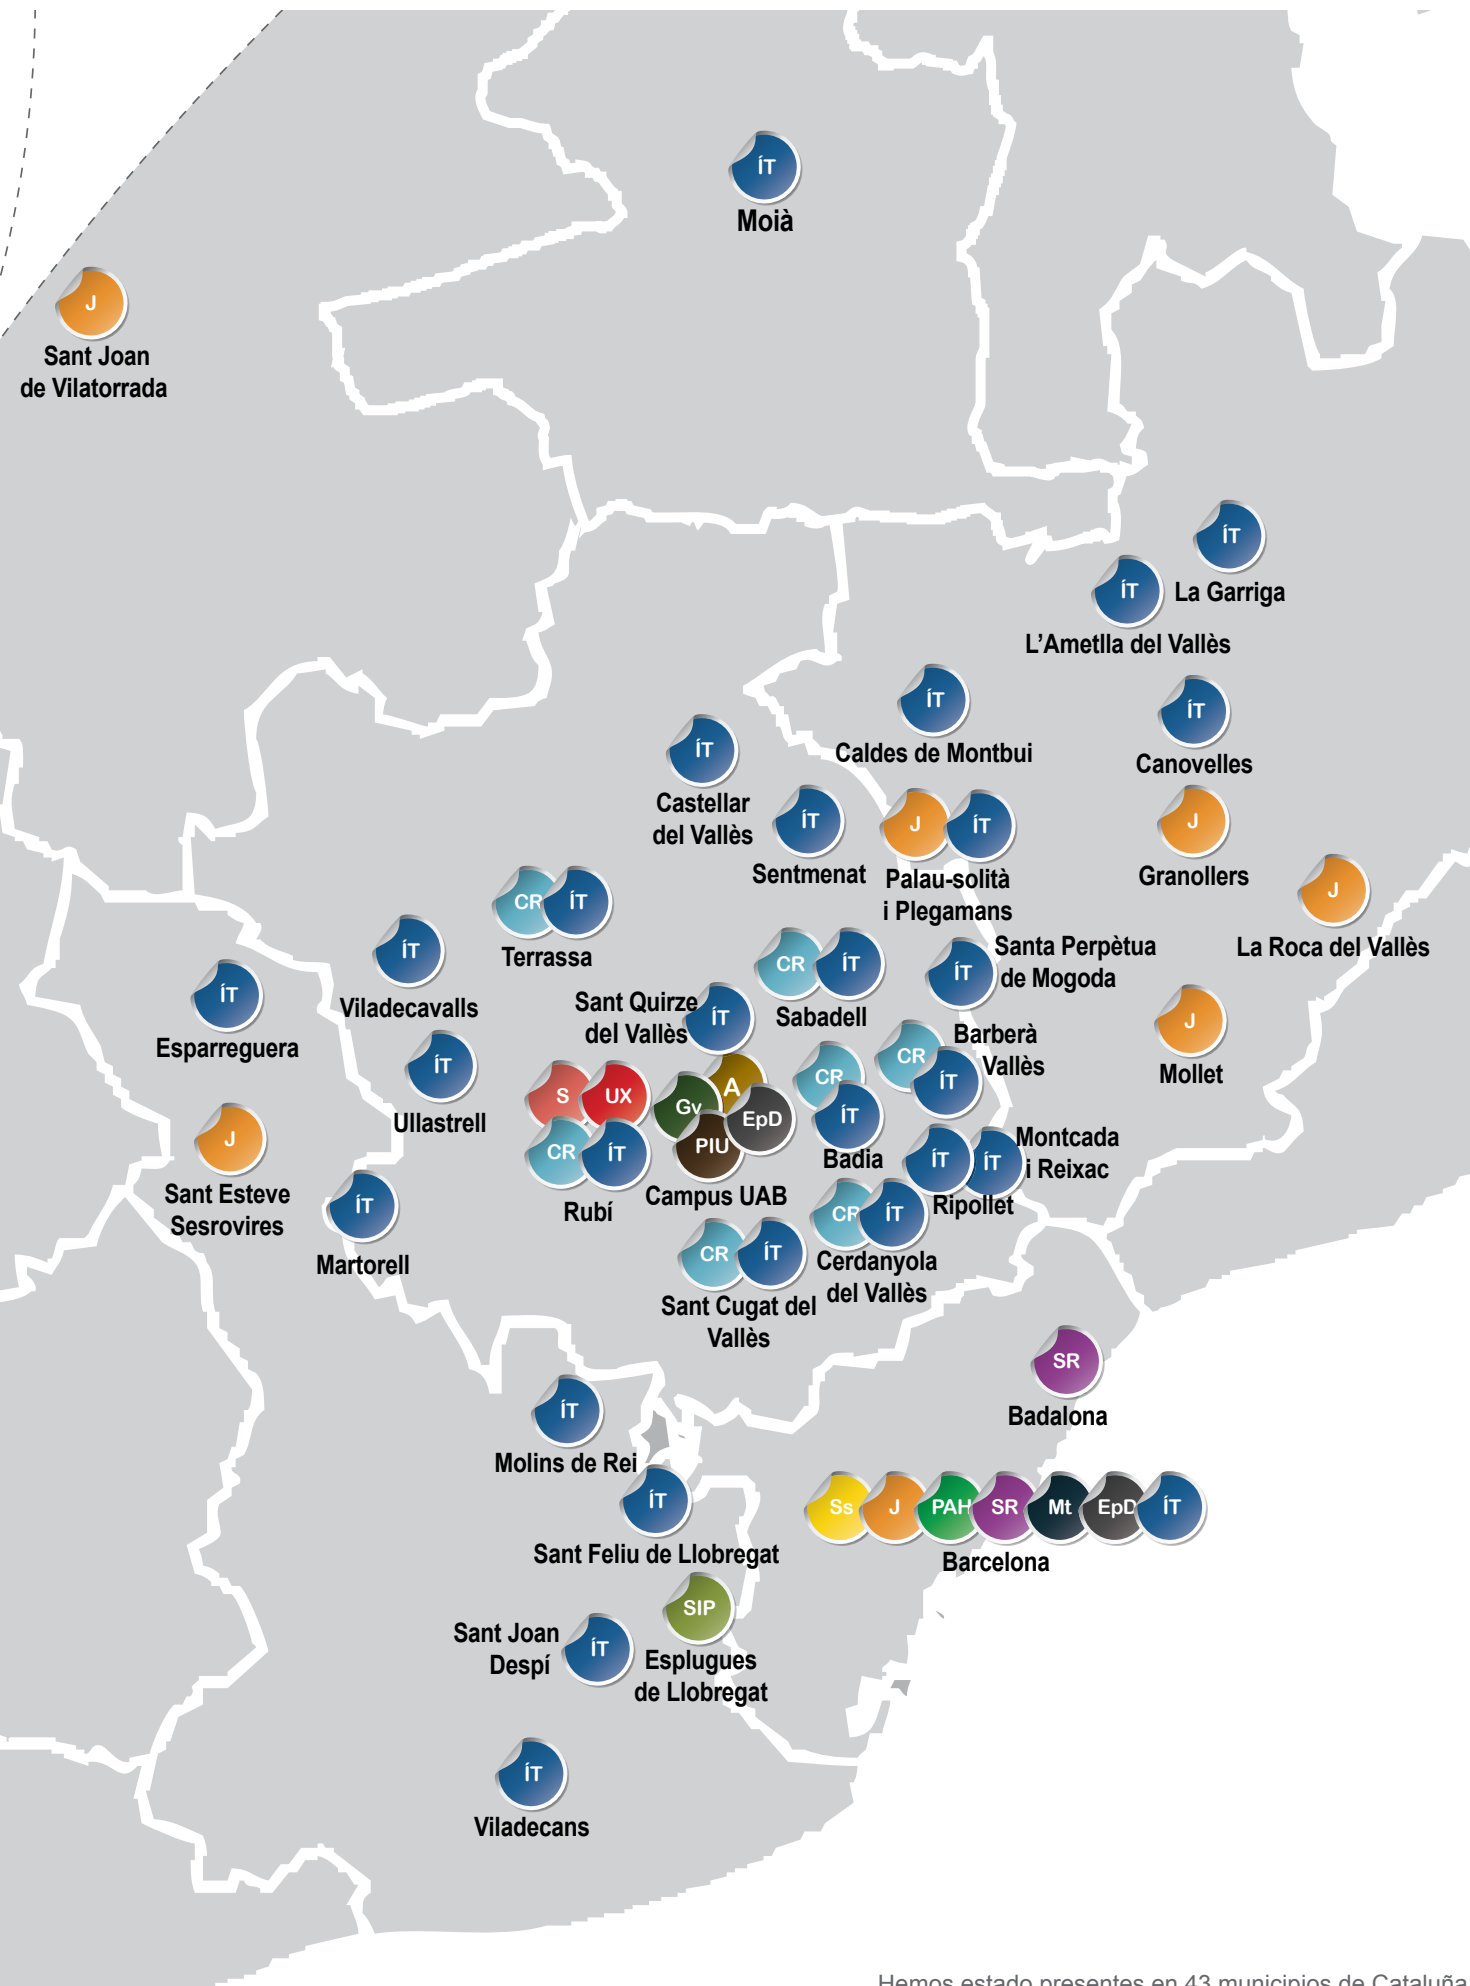 ÍT
Moià
J
Sant Joan
de Vilatorrada
ÍT
La Garriga
ÍT
L'Ametlla del Vallès
ÍT
Caldes de Montbui
ÍT
Canovelles
ÍT
Castellar
del Vallès
ÍT
Sentmenat
J ÍT
Palau-solità
i Plegamans
J
Granollers
J
La Roca del Vallès
CR ÍT
Terrassa
ÍT
Viladecavalls
ÍT
Esparreguera
CR ÍT
Sabadell
ÍT
Santa Perpètua
de Mogoda
Sant Quirze
del Vallès
ÍT
J
Mollet
CR
ÍT
Barberà
Vallès
ÍT
Ullastrell
S UX
CR ÍT
Rubí
A
Gv
EpD
PIU
Campus UAB
CR
ÍT
Badia
ÍT
Ripollet
ÍT
Montcada
i Reixac
J
Sant Esteve
Sesrovires
ÍT
Martorell
CR ÍT
Cerdanyola
del Vallès
CR ÍT
Sant Cugat del
Vallès
SR
Badalona
ÍT
Molins de Rei
ÍT
Sant Feliu de Llobregat
Ss J PAH SR Mt EpD ÍT
Barcelona
SIP
Esplugues
de Llobregat
Sant Joan
Despí
ÍT
ÍT
Viladecans
Hemos estado presentes en 43 municipios de Cataluña